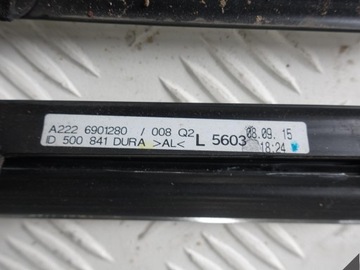 A222 6901280 / 008 Q2
ID 500 841 DURA >AL< L 5603
08.09.15
18:24